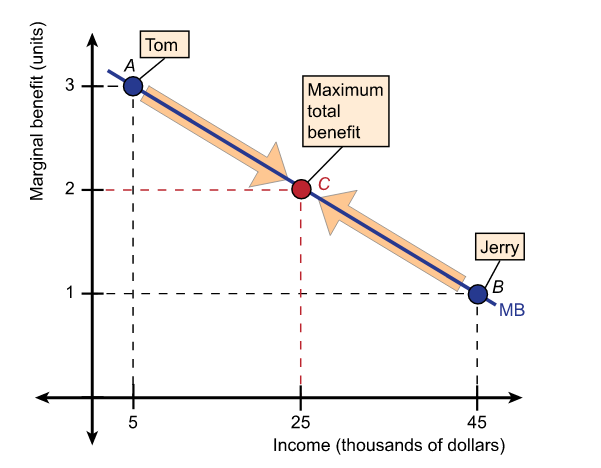 Marginal benefit (units)
Tom
A
3
Maximum
total
benefit
2
C
Jerry
1
B
MB
5
25
45
Income (thousands of dollars)